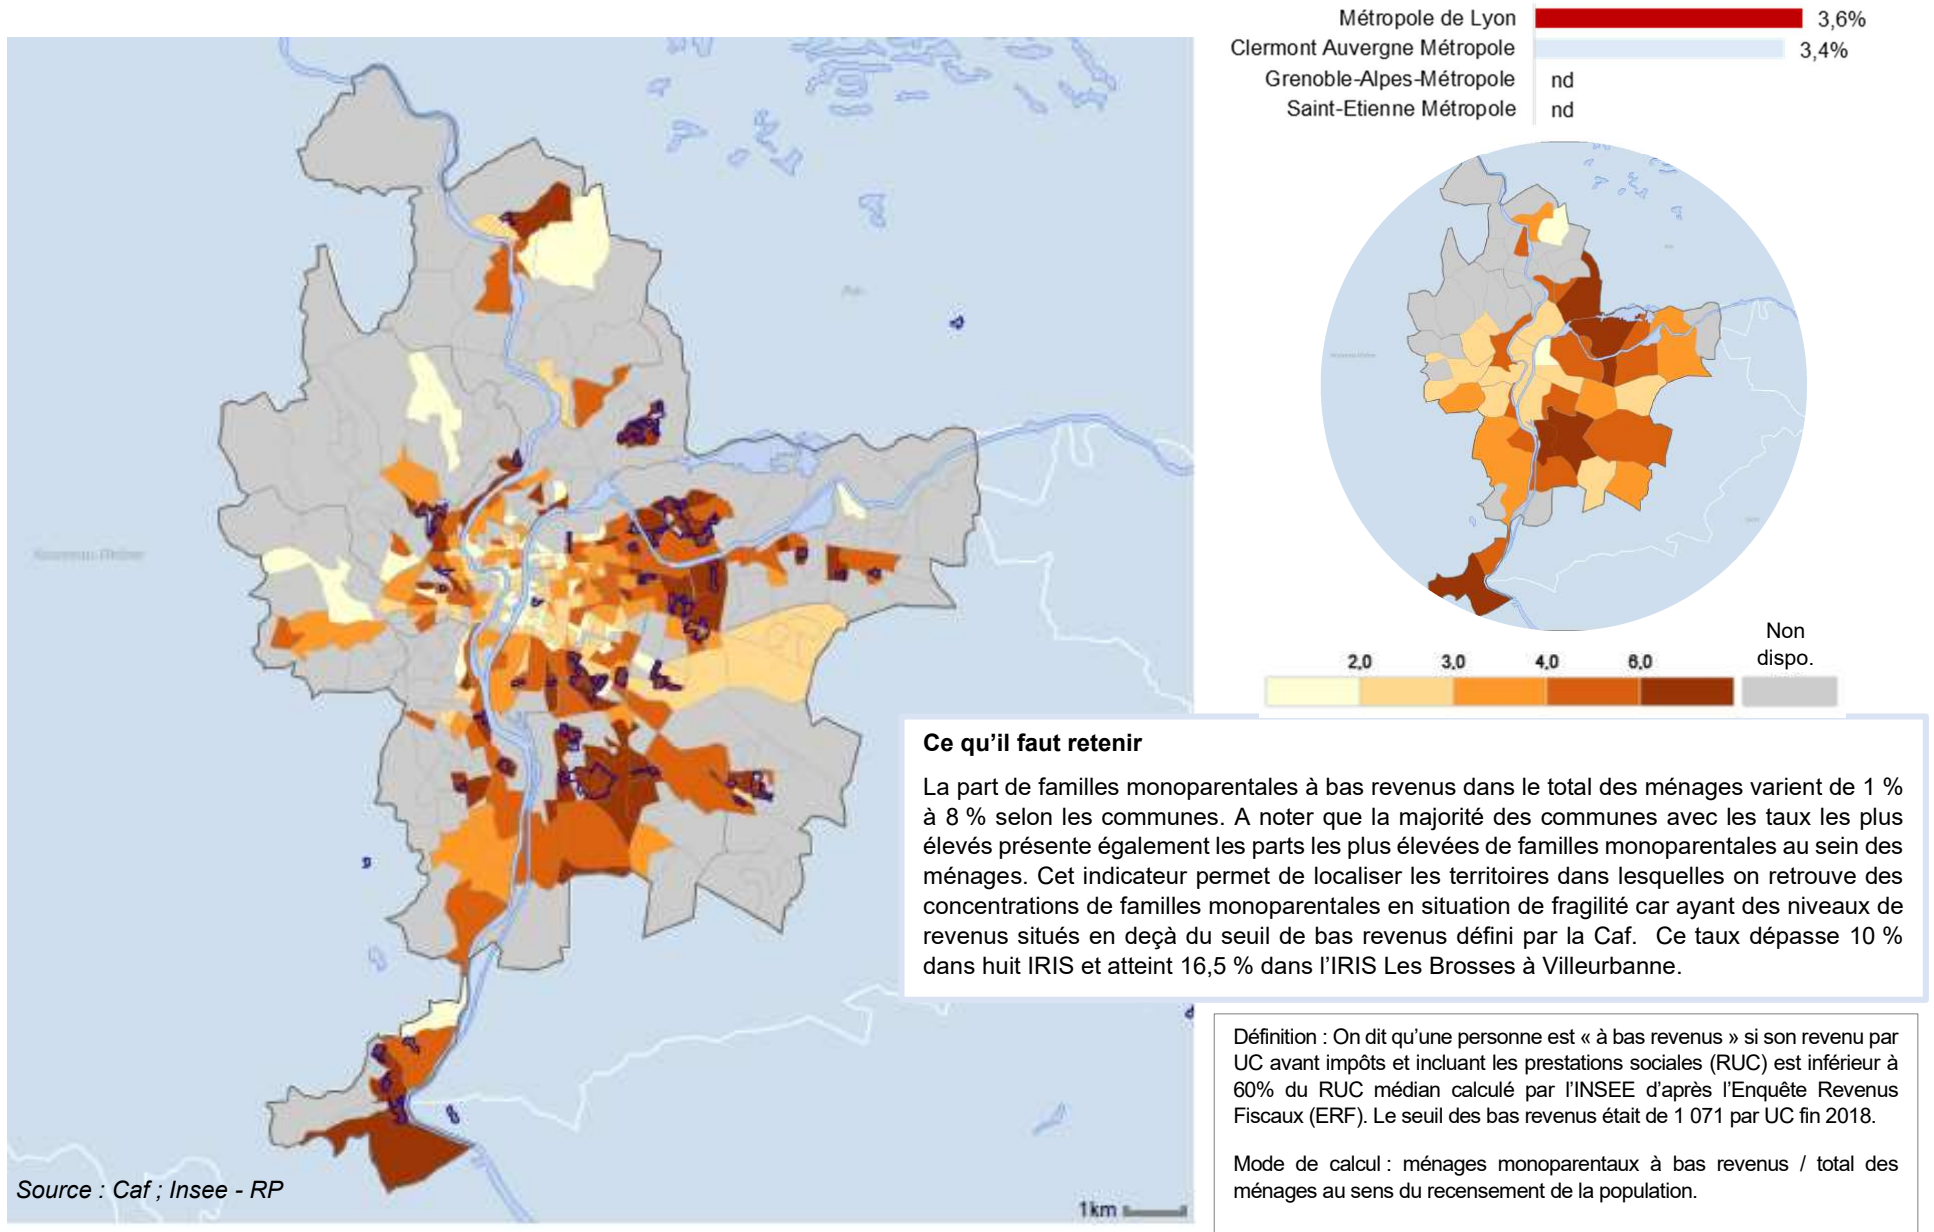 Métropole de Lyon 3,6%
Clermont Auvergne Métropole 3,4%
Grenoble-Alpes-Métropole nd
Saint-Etienne Métropole nd
2,0 3,0 4,0 6,0
Non
dispo.
Ce qu'il faut retenir
La part de familles monoparentales à bas revenus dans le total des ménages varient de 1 %
à 8 % selon les communes. A noter que la majorité des communes avec les taux les plus
élevés présente également les parts les plus élevées de familles monoparentales au sein des
ménages. Cet indicateur permet de localiser les territoires dans lesquelles on retrouve des
concentrations de familles monoparentales en situation de fragilité car ayant des niveaux de
revenus situés en deçà du seuil de bas revenus défini par la Caf. Ce taux dépasse 10 %
dans huit IRIS et atteint 16,5 % dans l'IRIS Les Brosses à Villeurbanne.
Définition : On dit qu'une personne est « à bas revenus » si son revenu par
UC avant impôts et incluant les prestations sociales (RUC) est inférieur à
60% du RUC médian calculé par l'INSEE d'après l'Enquête Revenus
Fiscaux (ERF). Le seuil des bas revenus était de 1 071 par UC fin 2018.
Mode de calcul : ménages monoparentaux à bas revenus / total des
ménages au sens du recensement de la population.
Source : Caf ; Insee - RP
1km